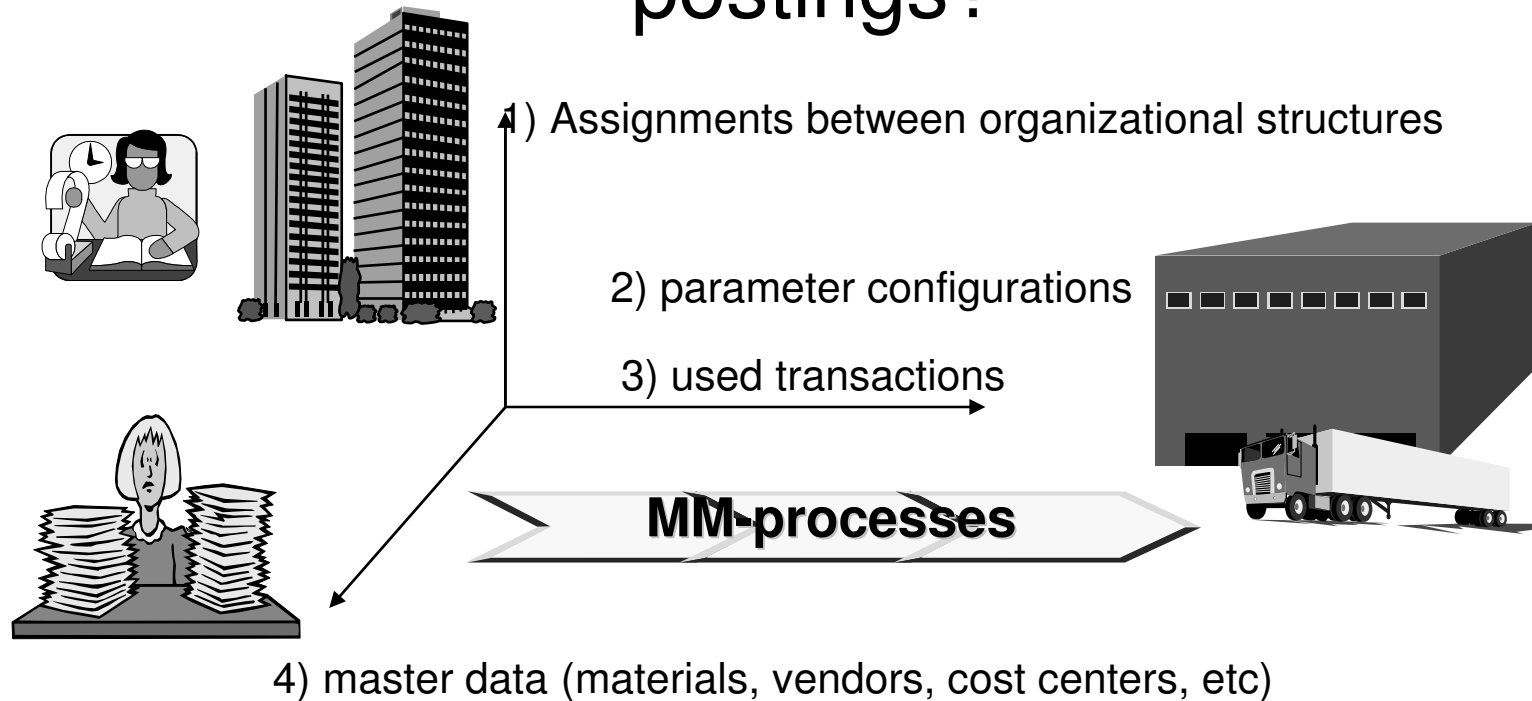 postings?
1) Assignments between organizational structures
2) parameter configurations
3) used transactions
MM-processes
4) master data (materials, vendors, cost centers, etc)